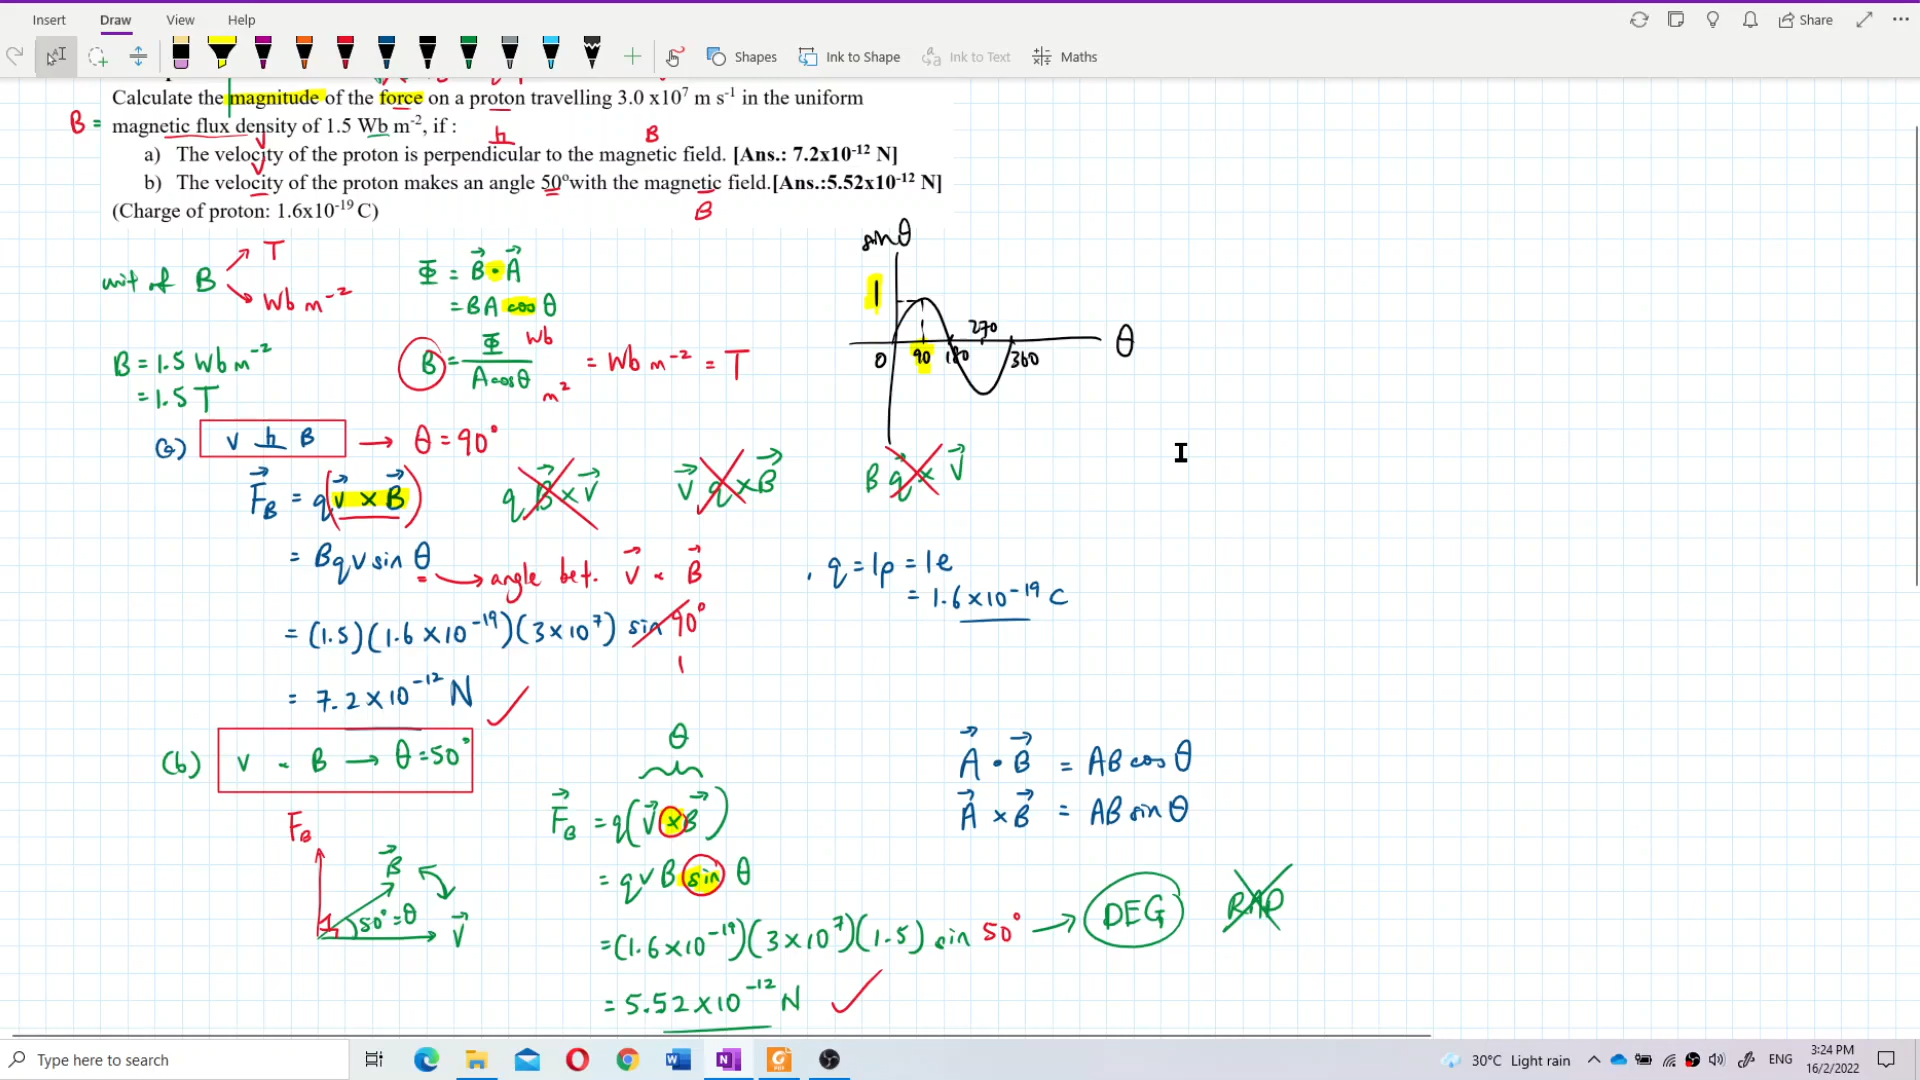 Insert Draw View Help
Share
Shapes Ink to Shape Ink to Text Maths
Calculate the magnitude of the force on a proton travelling 3.0 x10⁷ m s⁻¹ in the uniform
B =
magnetic flux density of 1.5 Wb m⁻², if :
h B
v
a) The velocity of the proton is perpendicular to the magnetic field. [Ans.: 7.2x10⁻¹² N]
v
b) The velocity of the proton makes an angle 50°with the magnetic field.[Ans.:5.52x10⁻¹² N]
(Charge of proton: 1.6x10⁻¹⁹ C)
B
unit of B → T
→ Wb m⁻²
Φ = B⃗ • A⃗
= BA cos θ
B = Φ / A cos θ = Wb m⁻² = T
Wb
m²
B = 1.5 Wb m⁻²
= 1.5 T
sin θ
1
0 90 180 270 360 θ
(a) v ⊥ B → θ = 90°
F⃗_B = q(v⃗ × B⃗) q B⃗ × v⃗ v⃗ q × B⃗ B q⃗ × v⃗
= Bqv sin θ
→ angle bet. v⃗ & B⃗
, q = 1p = 1e
= 1.6 × 10⁻¹⁹ C
= (1.5)(1.6 × 10⁻¹⁹)(3 × 10⁷) sin 90°
1
= 7.2 × 10⁻¹² N
(b) v & B → θ = 50°
θ
F⃗_B = q(v⃗ × B⃗)
= qvB sin θ
= (1.6 × 10⁻¹⁹)(3 × 10⁷)(1.5) sin 50° → DEG RAD
= 5.52 × 10⁻¹² N
A⃗ • B⃗ = AB cos θ
A⃗ × B⃗ = AB sin θ
F_B
B⃗
50° = θ
v⃗
Type here to search
30°C Light rain
ENG
3:24 PM
16/2/2022